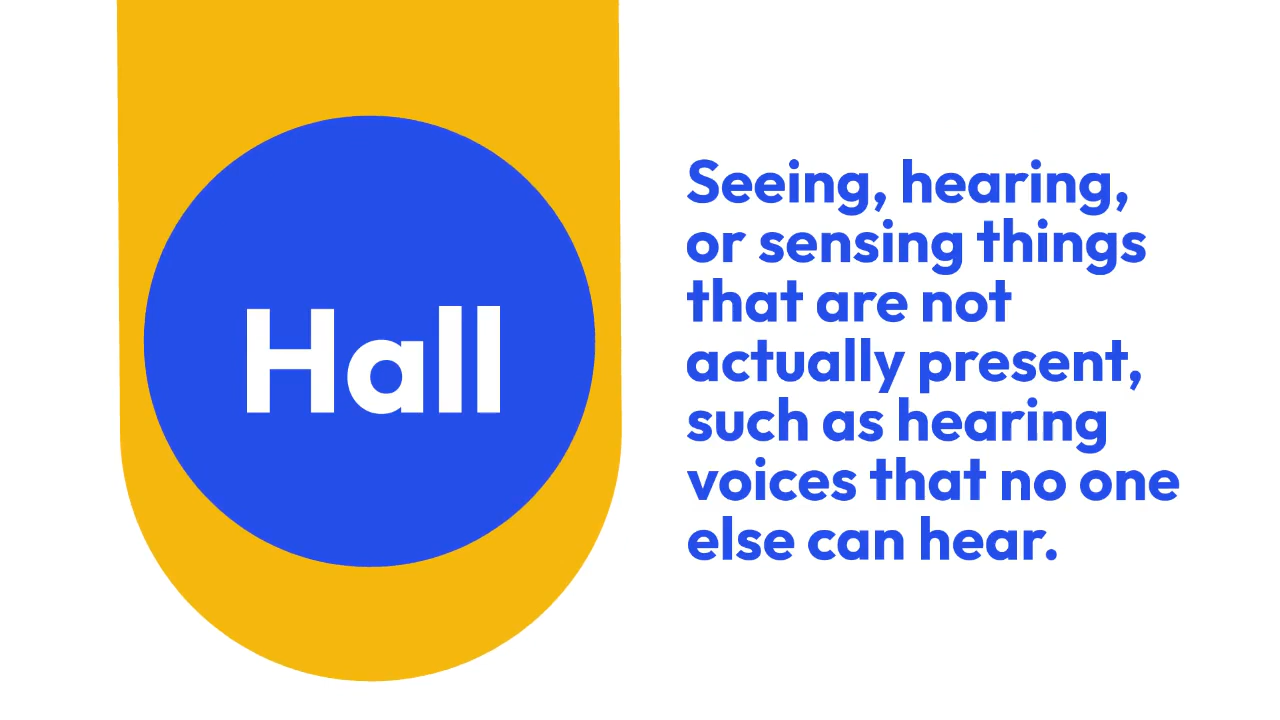 Hall
Seeing, hearing,
or sensing things
that are not
actually present,
such as hearing
voices that no one
else can hear.